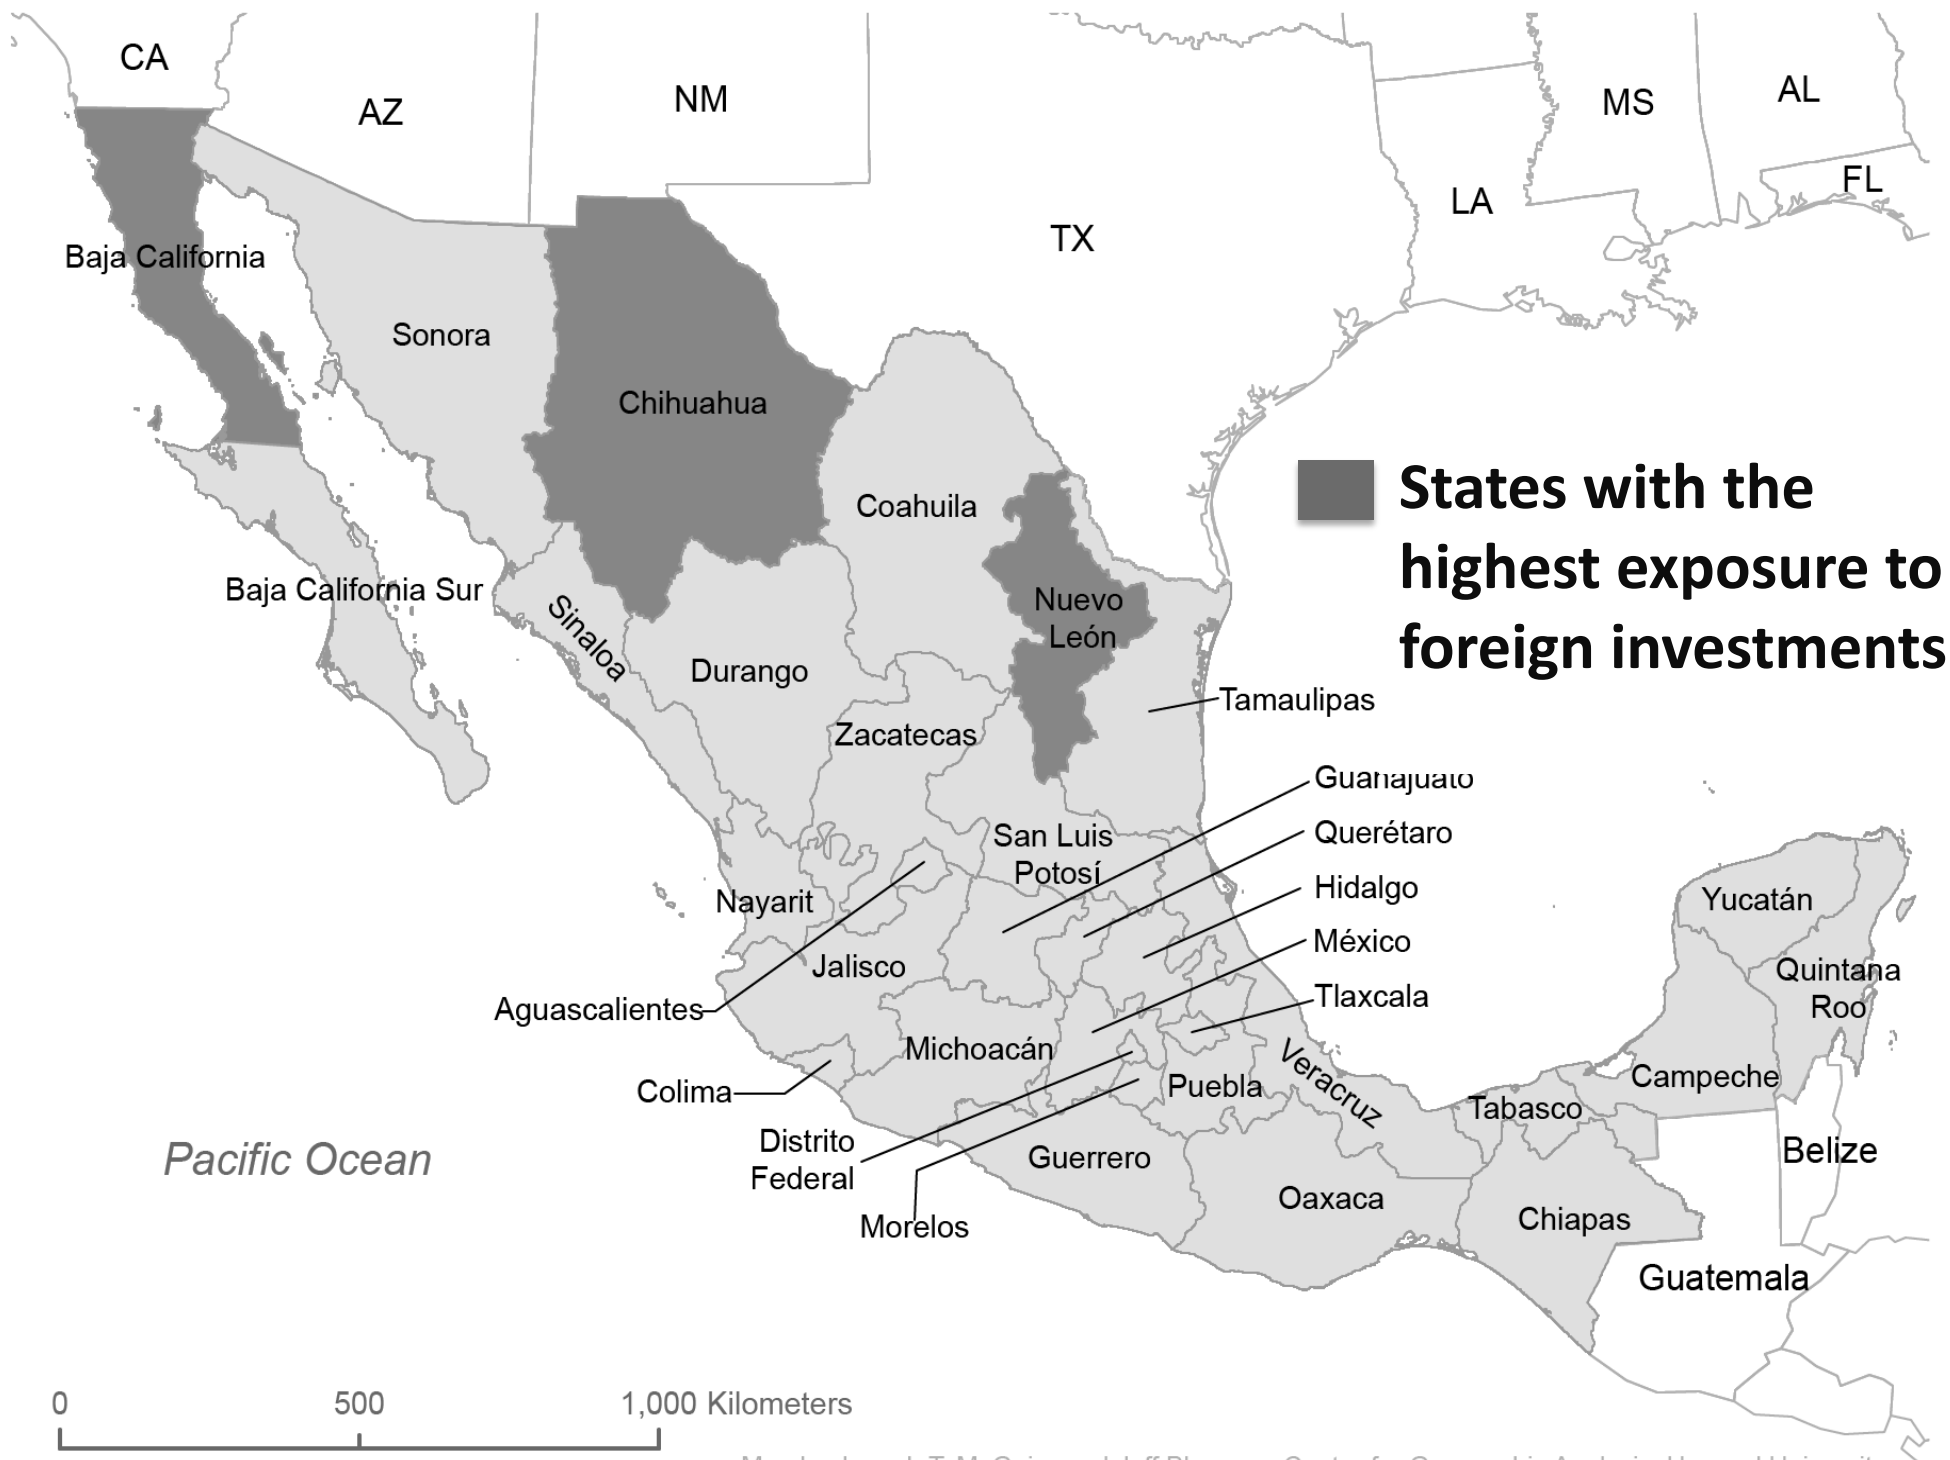 CA
AZ
NM
TX
LA
MS
AL
FL
Baja California
Sonora
Chihuahua
Coahuila
States with the
highest exposure to
foreign investments
Nuevo
León
Baja California Sur
Sinaloa
Durango
Tamaulipas
Zacatecas
Guanajuato
San Luis
Potosí
Querétaro
Hidalgo
Nayarit
Yucatán
México
Jalisco
Quintana
Roo
Aguascalientes
Tlaxcala
Michoacán
Veracruz
Campeche
Colima
Puebla
Tabasco
Distrito
Federal
Pacific Ocean
Guerrero
Belize
Morelos
Oaxaca
Chiapas
Guatemala
0 500 1,000 Kilometers